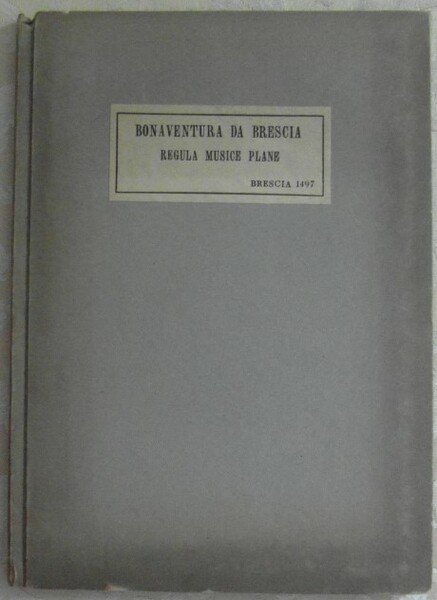 BONAVENTURA DA BRESCIA
REGULA MUSICE PLANE
BRESCIA 1497